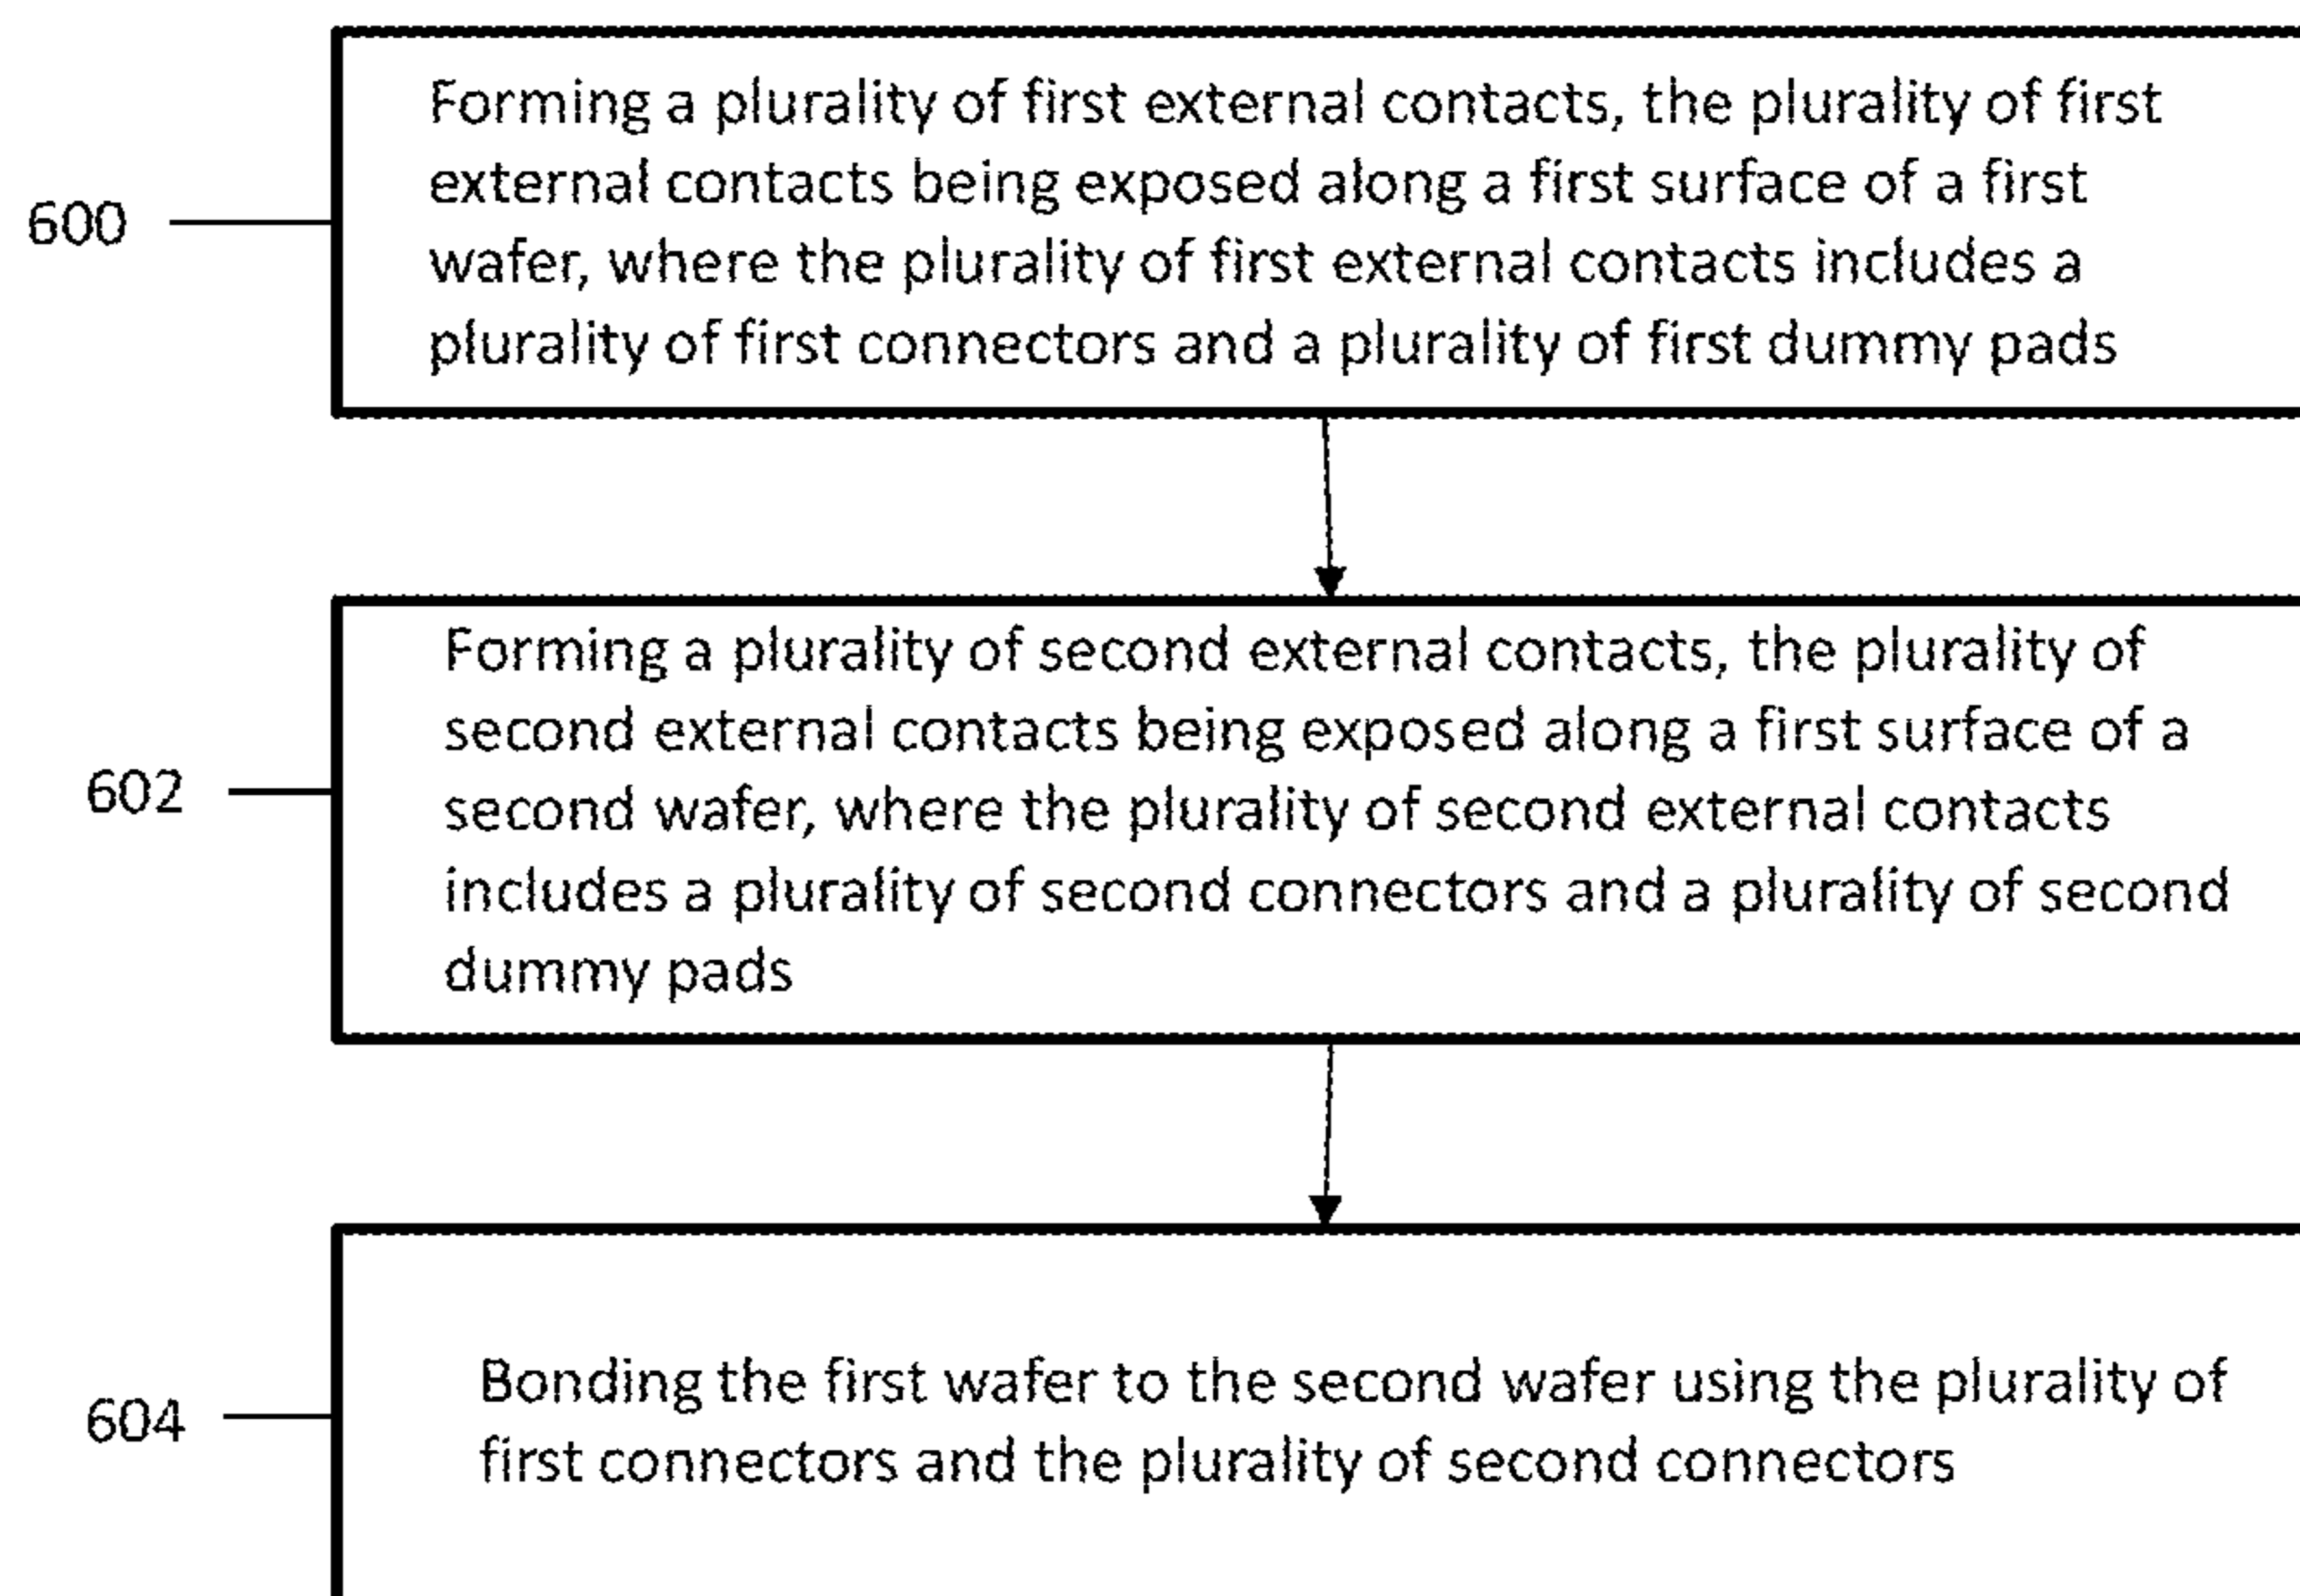 Forming a plurality of first external contacts, the plurality of first
external contacts being exposed along a first surface of a first
600
wafer, where the plurality of first external contacts includes a
plurality of first connectors and a plurality of first dummy pads
Forming a plurality of second external contacts, the plurality of
second external contacts being exposed along a first surface of a
602
second wafer, where the plurality of second external contacts
includes a plurality of second connectors and a plurality of second
dummy pads
Bonding the first wafer to the second wafer using the plurality of
604
first connectors and the plurality of second connectors